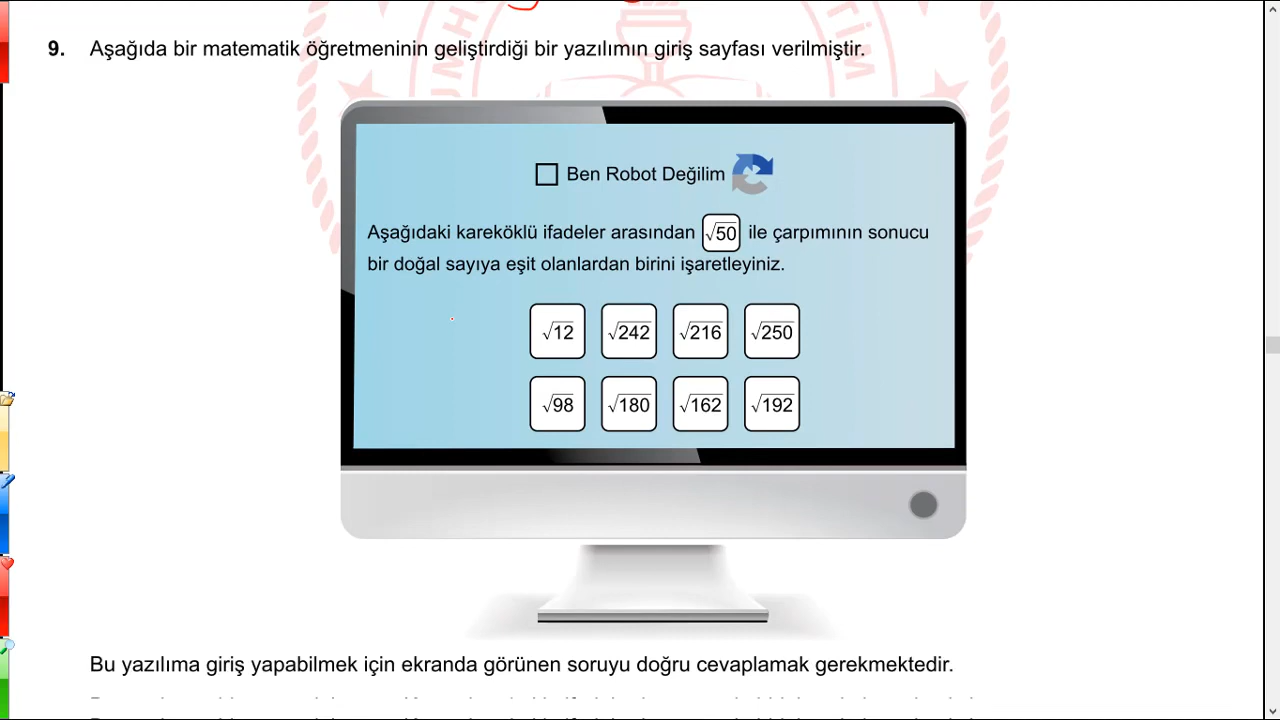 9. Aşağıda bir matematik öğretmeninin geliştirdiği bir yazılımın giriş sayfası verilmiştir.
Ben Robot Değilim
Aşağıdaki kareköklü ifadeler arasından √50 ile çarpımının sonucu
bir doğal sayıya eşit olanlardan birini işaretleyiniz.
√12 √242 √216 √250
√98 √180 √162 √192
Bu yazılıma giriş yapabilmek için ekranda görünen soruyu doğru cevaplamak gerekmektedir.